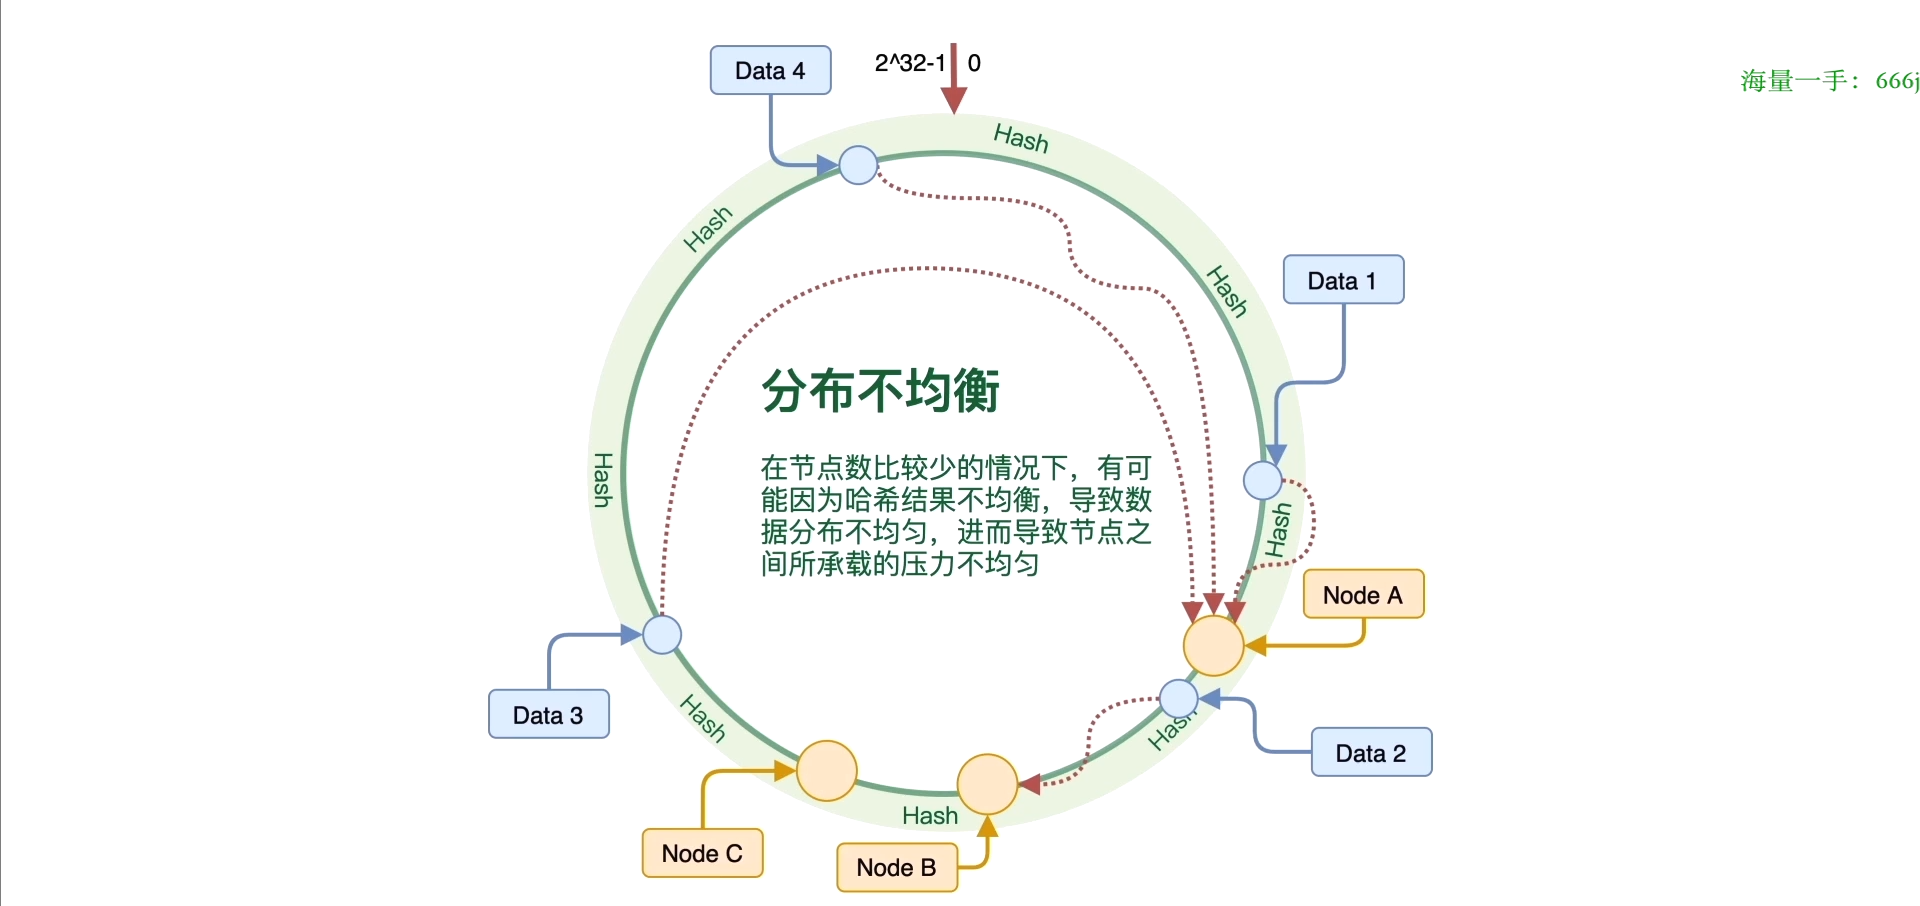 Data 4
2^32-1
0
海量一手：666j
Hash
Hash
Hash
Data 1
分布不均衡
在节点数比较少的情况下，有可
能因为哈希结果不均衡，导致数
据分布不均匀，进而导致节点之
间所承载的压力不均匀
Hash
Hash
Node A
Data 3
Hash
Hash
Data 2
Hash
Node C
Node B